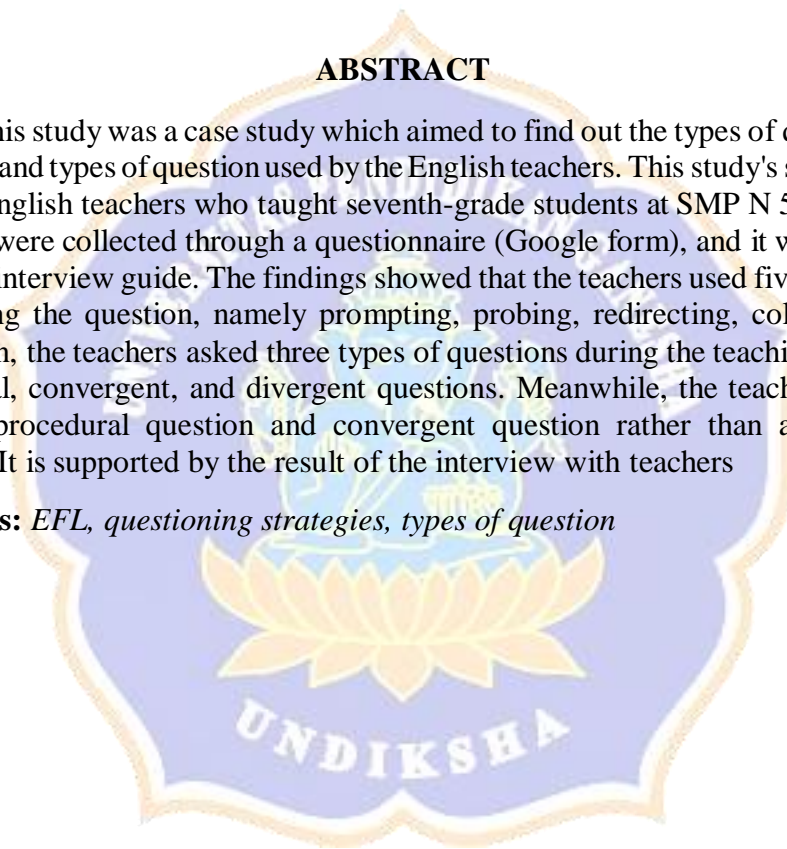 ABSTRACT
his study was a case study which aimed to find out the types of
and types of question used by the English teachers. This study's s
nglish teachers who taught seventh-grade students at SMP N 5
were collected through a questionnaire (Google form), and it w
interview guide. The findings showed that the teachers used fiv
ng the question, namely prompting, probing, redirecting, col
, the teachers asked three types of questions during the teachi
l, convergent, and divergent questions. Meanwhile, the teach
procedural question and convergent question rather than a
It is supported by the result of the interview with teachers
s: EFL, questioning strategies, types of question
UNDIKSHA